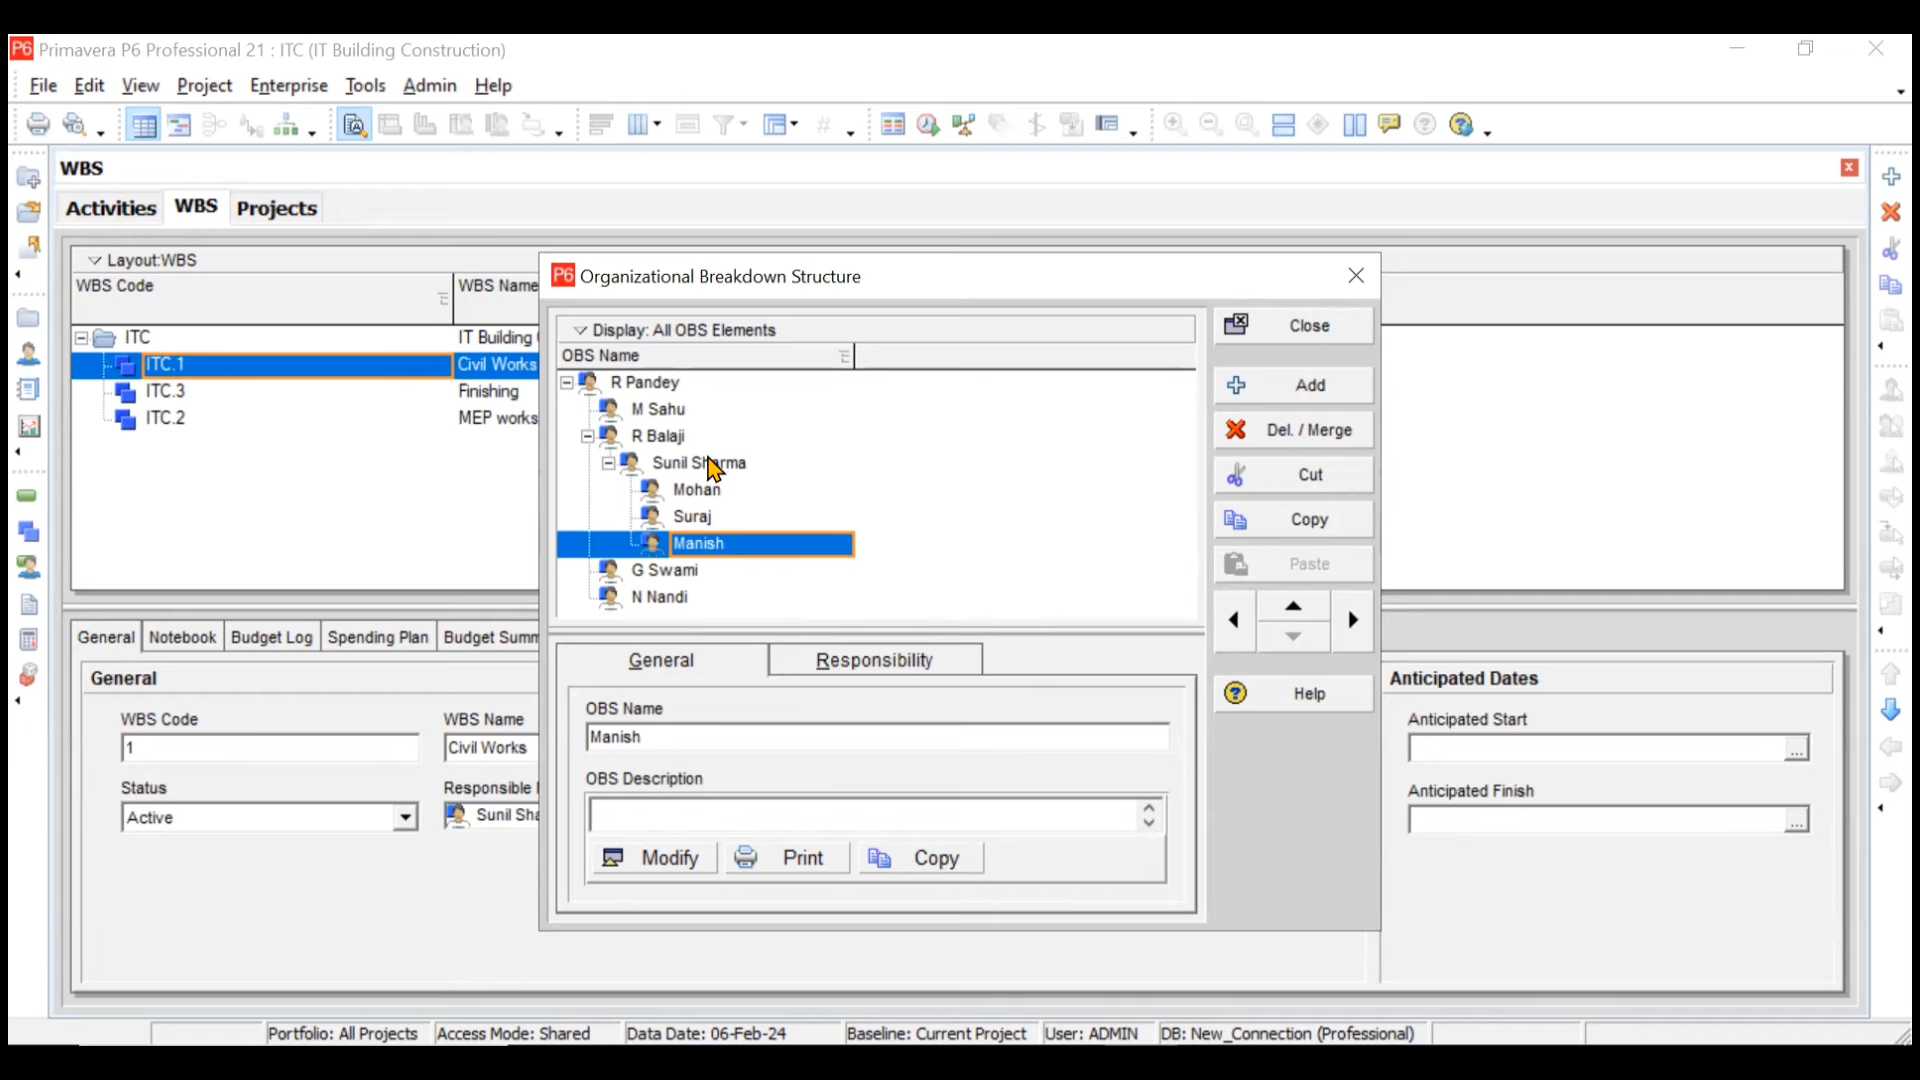 P6 Primavera P6 Professional 21 : ITC (IT Building Construction)
File Edit View Project Enterprise Tools Admin Help
WBS
Activities WBS Projects
Layout:WBS
WBS Code
WBS Name
ITC
IT Building
ITC.1
Civil Works
ITC.3
Finishing
ITC.2
MEP works
P6 Organizational Breakdown Structure
Display: All OBS Elements
OBS Name
R Pandey
M Sahu
R Balaji
Sunil Sharma
Mohan
Suraj
Manish
G Swami
N Nandi
Close
Add
Del. / Merge
Cut
Copy
Paste
Help
General Responsibility
OBS Name
Manish
OBS Description
Modify Print Copy
General Notebook Budget Log Spending Plan Budget Summ
General
WBS Code
1
WBS Name
Civil Works
Status
Active
Responsible
Sunil Sha
Anticipated Dates
Anticipated Start
...
Anticipated Finish
...
Portfolio: All Projects Access Mode: Shared Data Date: 06-Feb-24 Baseline: Current Project User: ADMIN DB: New_Connection (Professional)